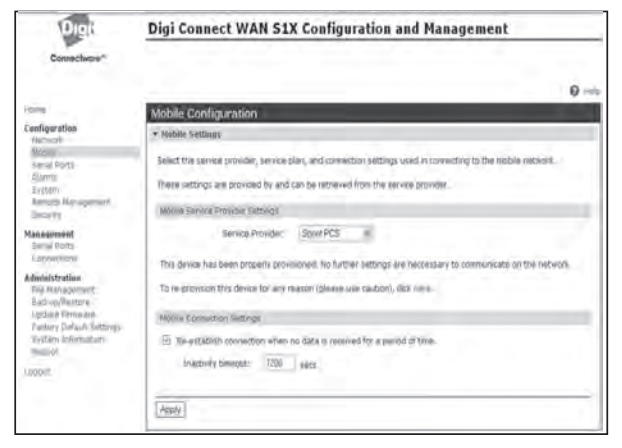 Digi
Connectware™
Digi Connect WAN S1X Configuration and Management
Help
Home
Configuration
Network
Mobile
Serial Ports
Alarms
System
Remote Management
Security
Management
Serial Ports
Connections
Administration
File Management
Backup/Restore
Update Firmware
Factory Default Settings
System Information
Reboot
Logout
Mobile Configuration
Mobile Settings
Select the service provider, service plan, and connection settings used in connecting to the mobile network.
These settings are provided by and can be retrieved from the service provider.
Mobile Service Provider Settings
Service Provider: Sprint PCS
This device has been properly provisioned. No further settings are neccessary to communicate on the network.
To re-provision this device for any reason (please use caution), click here.
Mobile Connection Settings
Re-establish connection when no data is received for a period of time.
Inactivity timeout: 7200 secs
Apply